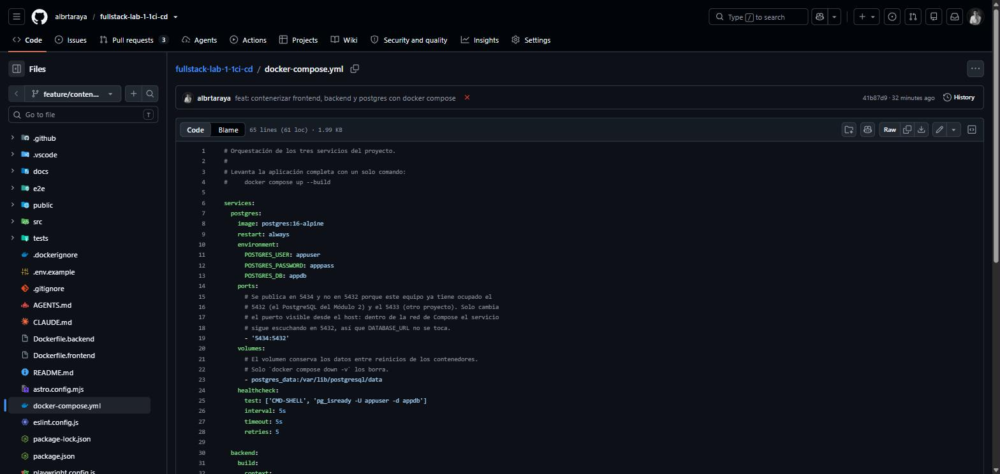 albrtaraya / fullstack-lab-1-1ci-cd
Type / to search
Code
Issues
Pull requests 3
Agents
Actions
Projects
Wiki
Security and quality
Insights
Settings
Files
feature/conten...
Go to file
T
.github
.vscode
docs
e2e
public
src
tests
.dockerignore
.env.example
.gitignore
AGENTS.md
CLAUDE.md
Dockerfile.backend
Dockerfile.frontend
README.md
astro.config.mjs
docker-compose.yml
eslint.config.js
package-lock.json
package.json
playwright.config.js
fullstack-lab-1-1ci-cd / docker-compose.yml
albrtaraya feat: contenerizar frontend, backend y postgres con docker compose
41b87d9 · 32 minutes ago
History
Code Blame 65 lines (61 loc) · 1.99 KB
Raw
1 # Orquestación de los tres servicios del proyecto.
2 #
3 # Levanta la aplicación completa con un solo comando:
4 #     docker compose up --build
5
6 services:
7   postgres:
8     image: postgres:16-alpine
9     restart: always
10     environment:
11       POSTGRES_USER: appuser
12       POSTGRES_PASSWORD: apppass
13       POSTGRES_DB: appdb
14     ports:
15       # Se publica en 5434 y no en 5432 porque este equipo ya tiene ocupado el
16       # 5432 (el PostgreSQL del Módulo 2) y el 5433 (otro proyecto). Solo cambia
17       # el puerto visible desde el host: dentro de la red de Compose el servicio
18       # sigue escuchando en 5432, así que DATABASE_URL no se toca.
19       - '5434:5432'
20     volumes:
21       # El volumen conserva los datos entre reinicios de los contenedores.
22       # Solo `docker compose down -v` los borra.
23       - postgres_data:/var/lib/postgresql/data
24     healthcheck:
25       test: ['CMD-SHELL', 'pg_isready -U appuser -d appdb']
26       interval: 5s
27       timeout: 5s
28       retries: 5
29
30   backend:
31     build:
32       context: